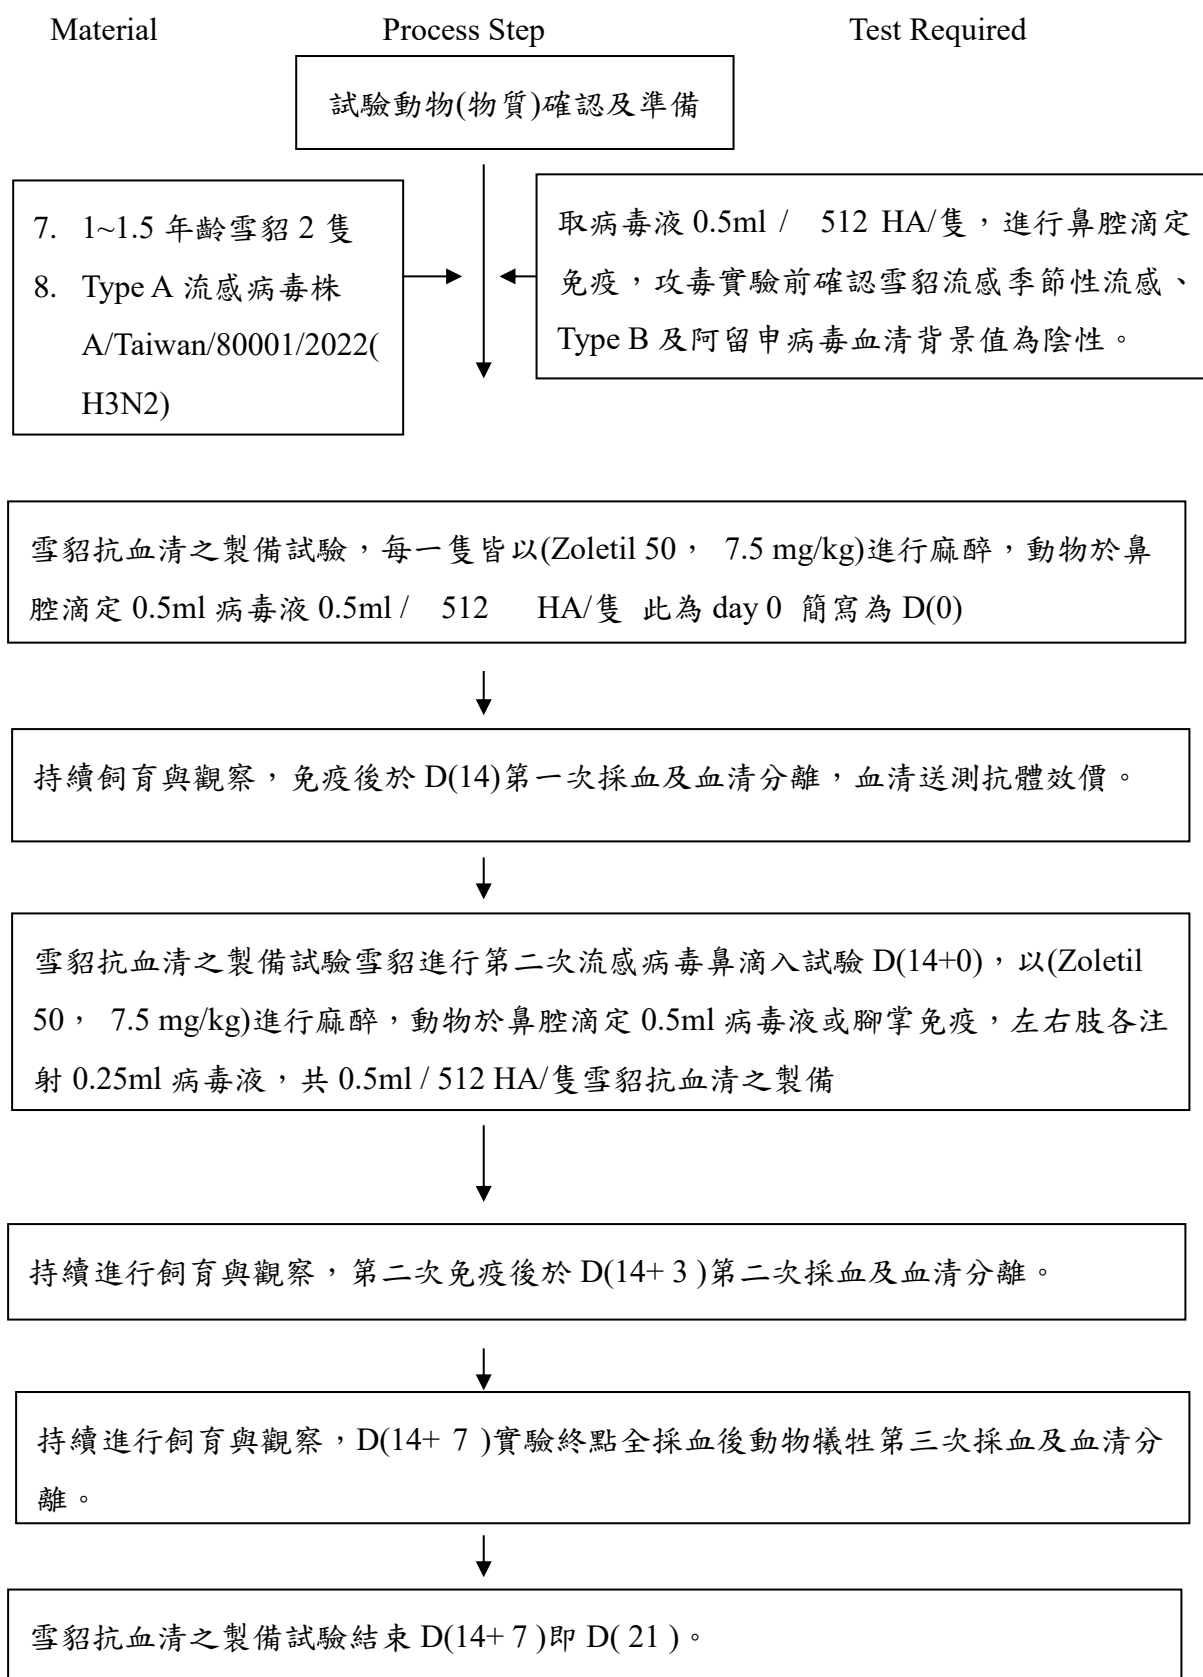 Material Process Step Test Required
試驗動物(物質)確認及準備
7. 1~1.5 年齡雪貂 2 隻
8. Type A 流感病毒株
A/Taiwan/80001/2022(
H3N2)
取病毒液 0.5ml / 512 HA/隻，進行鼻腔滴定
免疫，攻毒實驗前確認雪貂流感季節性流感、
Type B 及阿留申病毒血清背景值為陰性。
雪貂抗血清之製備試驗，每一隻皆以(Zoletil 50， 7.5 mg/kg)進行麻醉，動物於鼻
腔滴定 0.5ml 病毒液 0.5ml / 512 HA/隻 此為 day 0 簡寫為 D(0)
持續飼育與觀察，免疫後於 D(14)第一次採血及血清分離，血清送測抗體效價。
雪貂抗血清之製備試驗雪貂進行第二次流感病毒鼻滴入試驗 D(14+0)，以(Zoletil
50， 7.5 mg/kg)進行麻醉，動物於鼻腔滴定 0.5ml 病毒液或腳掌免疫，左右肢各注
射 0.25ml 病毒液，共 0.5ml / 512 HA/隻雪貂抗血清之製備
持續進行飼育與觀察，第二次免疫後於 D(14+ 3 )第二次採血及血清分離。
持續進行飼育與觀察，D(14+ 7 )實驗終點全採血後動物犧牲第三次採血及血清分
離。
雪貂抗血清之製備試驗結束 D(14+ 7 )即 D( 21 )。